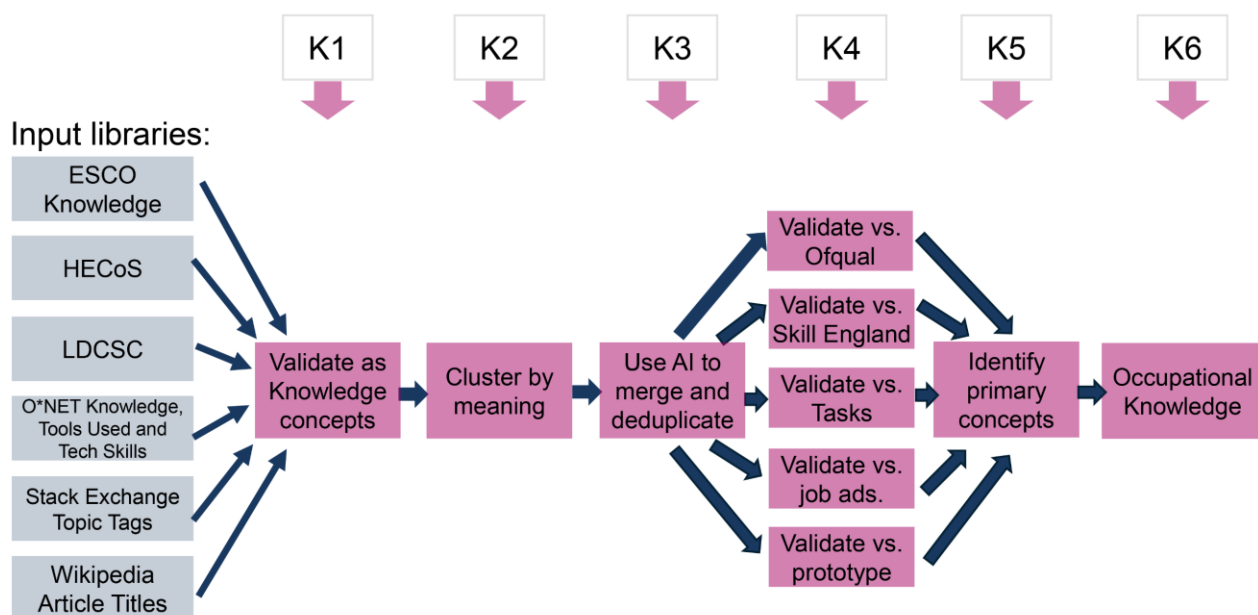 K1
K2
K3
K4
K5
K6
Input libraries:
ESCO
Knowledge
HECoS
LDCSC
O*NET Knowledge,
Tools Used and
Tech Skills
Stack Exchange
Topic Tags
Wikipedia
Article Titles
Validate as
Knowledge
concepts
Cluster by
meaning
Use AI to
merge and
deduplicate
Validate vs.
Ofqual
Validate vs.
Skill England
Validate vs.
Tasks
Validate vs.
job ads.
Validate vs.
prototype
Identify
primary
concepts
Occupational
Knowledge